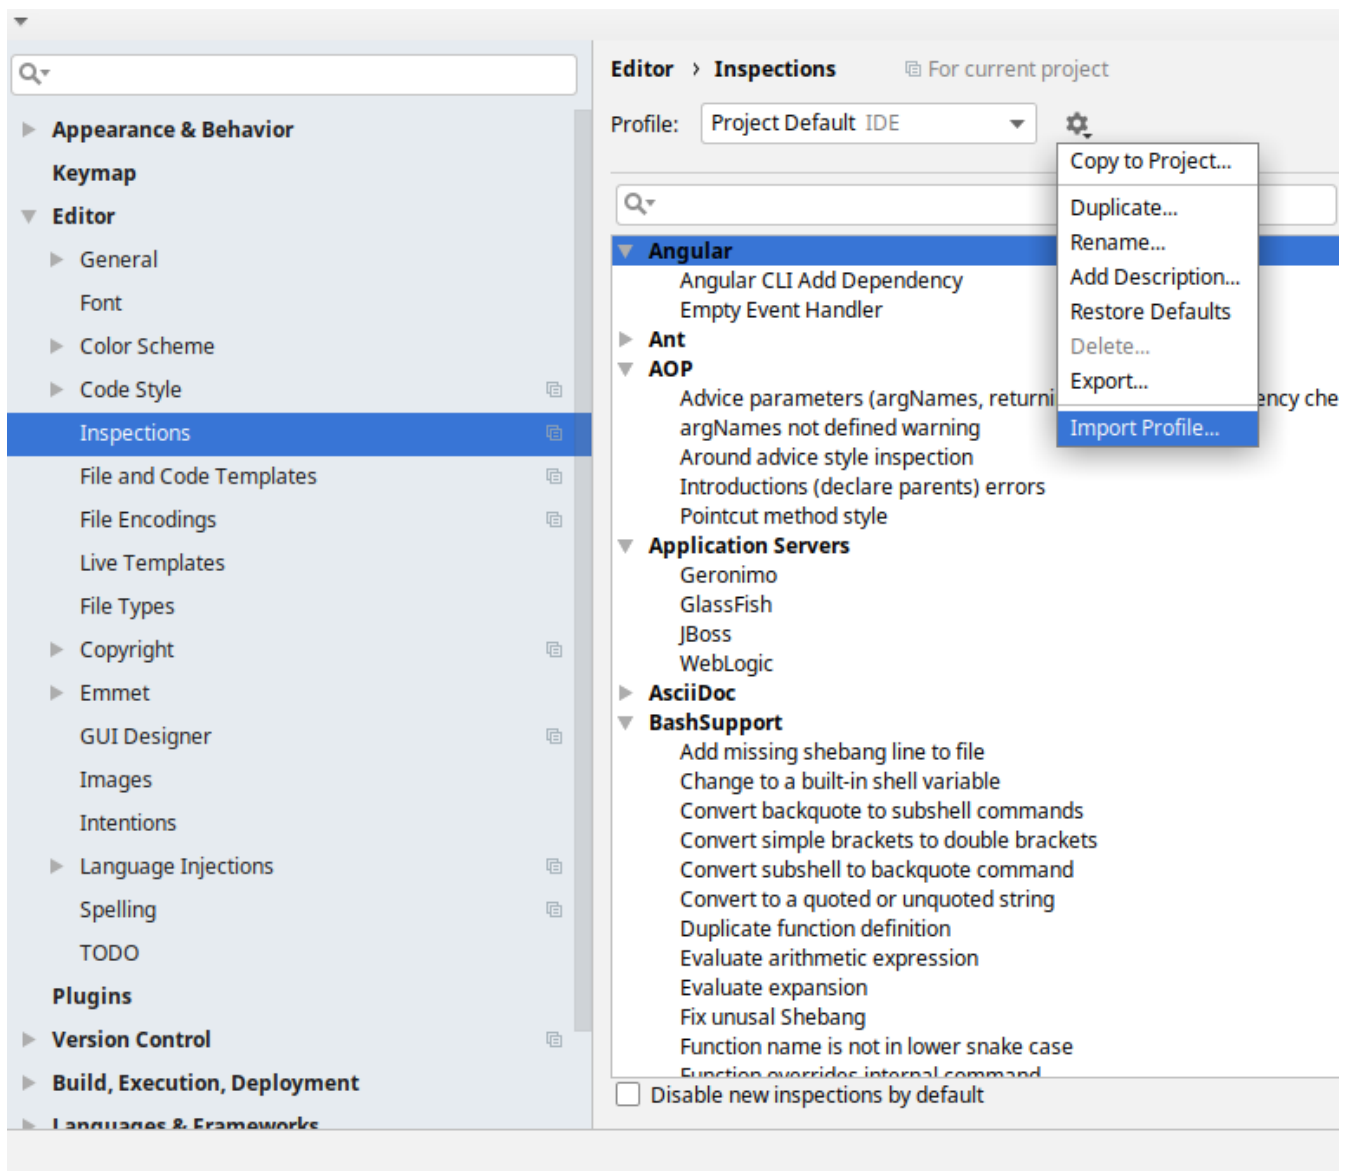 Appearance & Behavior
Keymap
Editor
General
Font
Color Scheme
Code Style
Inspections
File and Code Templates
File Encodings
Live Templates
File Types
Copyright
Emmet
GUI Designer
Images
Intentions
Language Injections
Spelling
TODO
Plugins
Version Control
Build, Execution, Deployment
Languages & Frameworks
Editor › Inspections For current project
Profile: Project Default IDE
Copy to Project...
Duplicate...
Rename...
Add Description...
Restore Defaults
Delete...
Export...
Import Profile...
Angular
Angular CLI Add Dependency
Empty Event Handler
Ant
AOP
Advice parameters (argNames, returni ency che
argNames not defined warning
Around advice style inspection
Introductions (declare parents) errors
Pointcut method style
Application Servers
Geronimo
GlassFish
JBoss
WebLogic
AsciiDoc
BashSupport
Add missing shebang line to file
Change to a built-in shell variable
Convert backquote to subshell commands
Convert simple brackets to double brackets
Convert subshell to backquote command
Convert to a quoted or unquoted string
Duplicate function definition
Evaluate arithmetic expression
Evaluate expansion
Fix unusal Shebang
Function name is not in lower snake case
Function overrides internal command
Disable new inspections by default